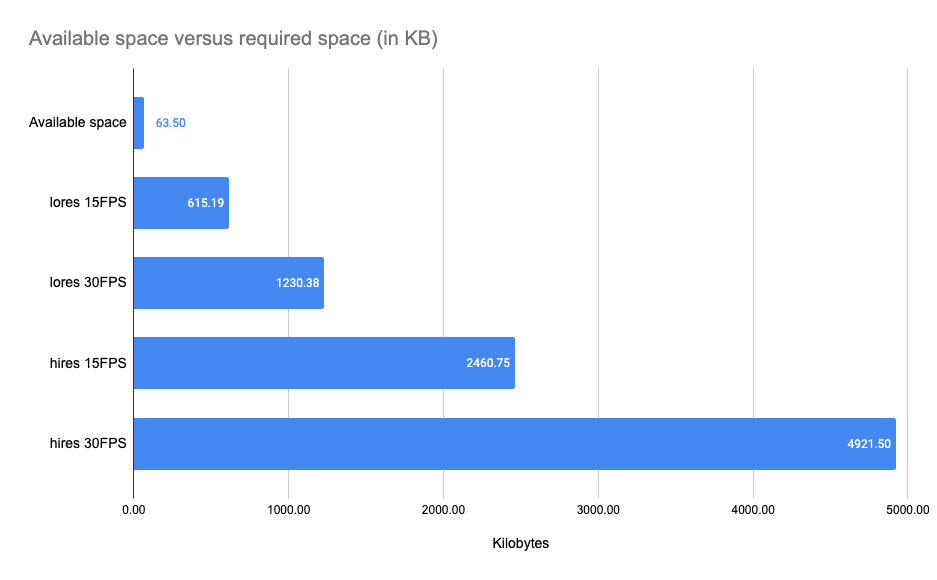 Available space versus required space (in KB)
Available space 63.50
lores 15FPS 615.19
lores 30FPS 1230.38
hires 15FPS 2460.75
hires 30FPS 4921.50
0.00 1000.00 2000.00 3000.00 4000.00 5000.00
Kilobytes